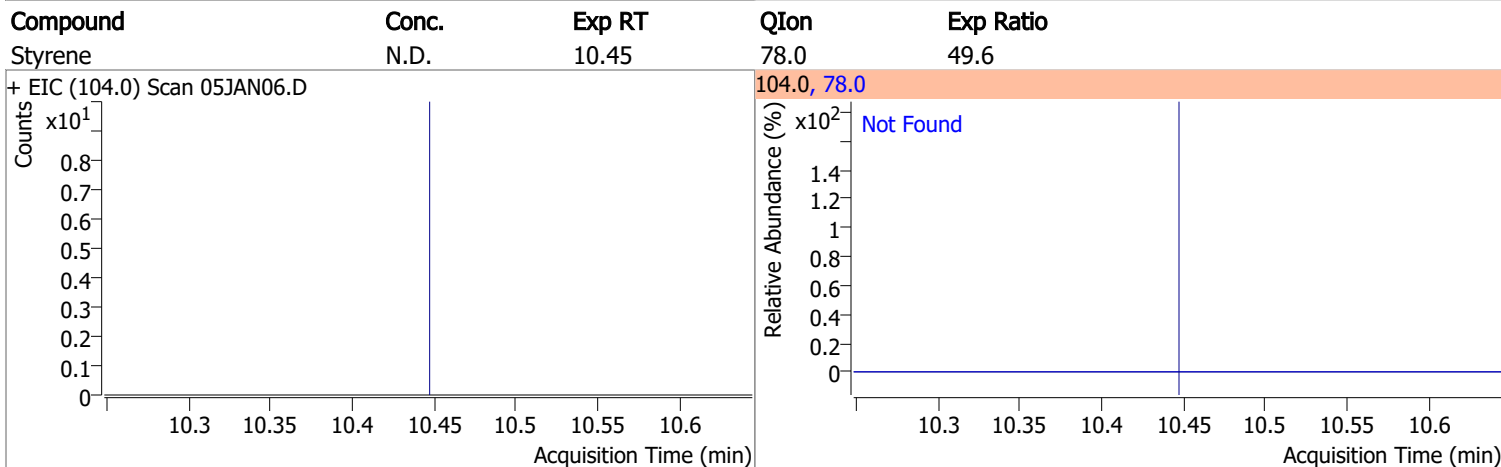 Compound Conc. Exp RT QIon Exp Ratio
Styrene N.D. 10.45 78.0 49.6
+ EIC (104.0) Scan 05JAN06.D
Counts
x10¹
0.8
0.7
0.6
0.5
0.4
0.3
0.2
0.1
0
10.3 10.35 10.4 10.45 10.5 10.55 10.6
Acquisition Time (min)
104.0, 78.0
Relative Abundance (%)
x10²
Not Found
1.4
1.2
1
0.8
0.6
0.4
0.2
0
10.3 10.35 10.4 10.45 10.5 10.55 10.6
Acquisition Time (min)